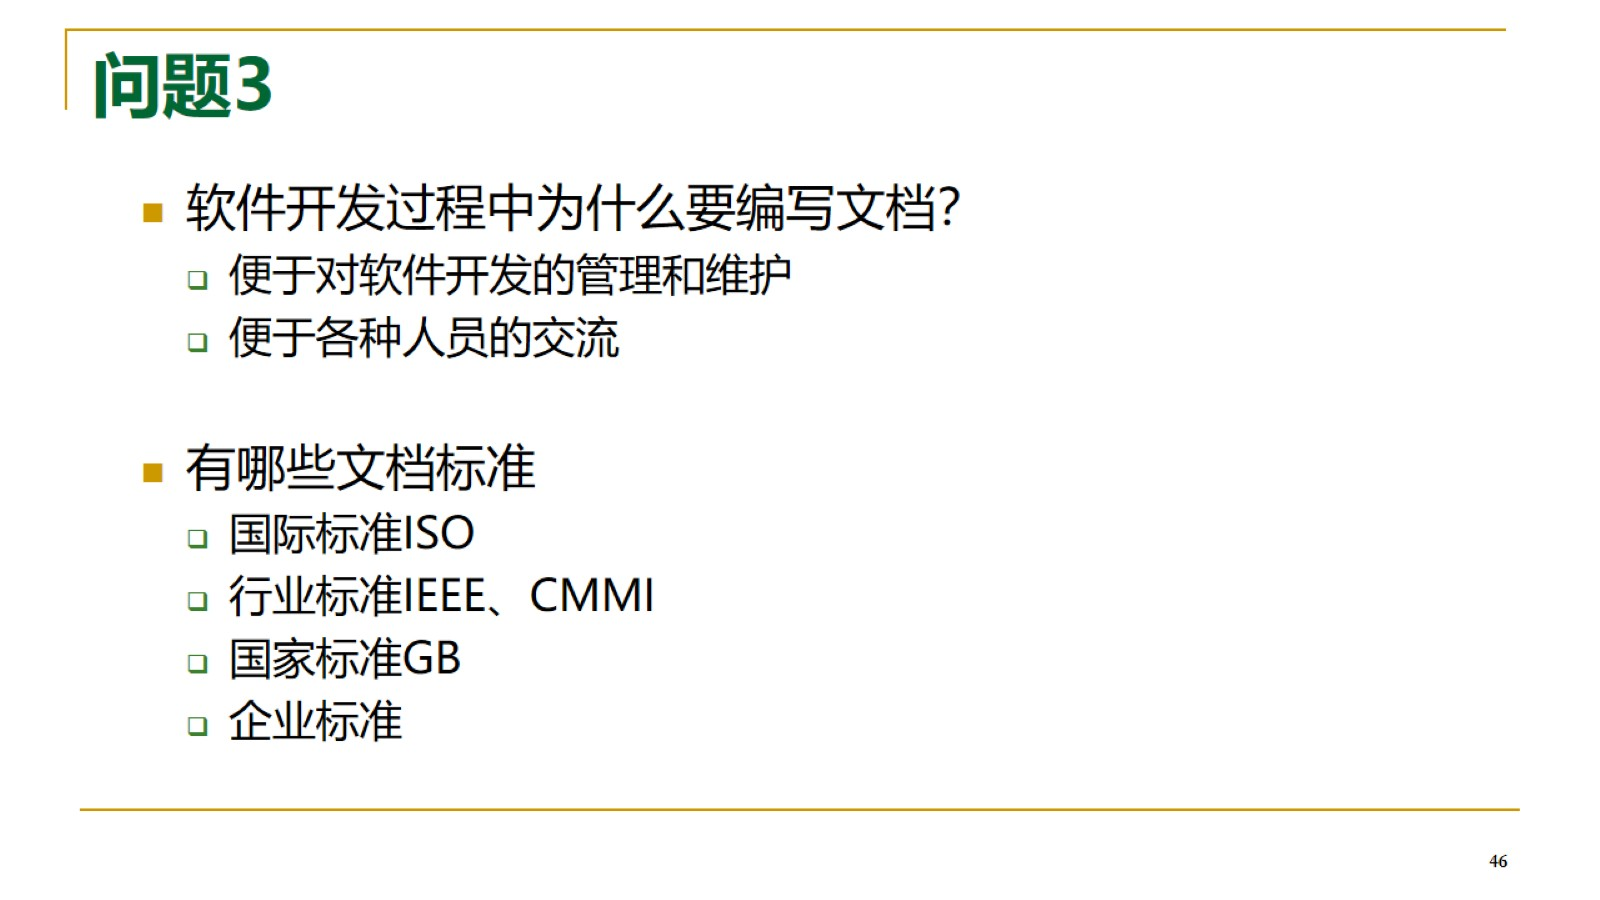 问题3
软件开发过程中为什么要编写文档?
便于对软件开发的管理和维护
便于各种人员的交流
有哪些文档标准
国际标准ISO
行业标准IEEE、CMMI
国家标准GB
企业标准
46